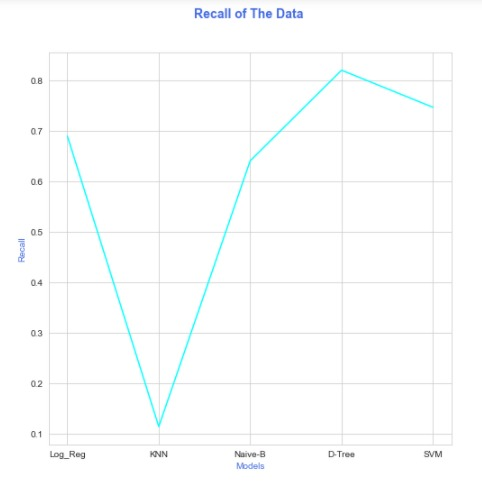 Recall of The Data
Recall
0.8
0.7
0.6
0.5
0.4
0.3
0.2
0.1
Log_Reg KNN Naive-B D-Tree SVM
Models